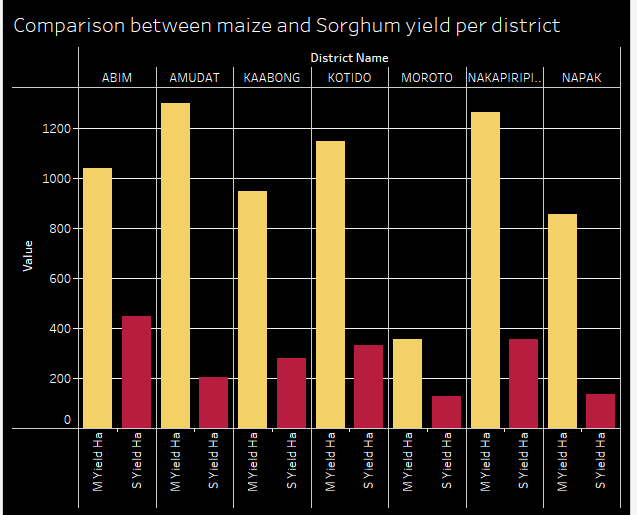 Comparison between maize and Sorghum yield per district
District Name
ABIM AMUDAT KAABONG KOTIDO MOROTO NAKAPIRIPI.. NAPAK
Value
1200
1000
800
600
400
200
0
M Yield Ha S Yield Ha M Yield Ha S Yield Ha M Yield Ha S Yield Ha M Yield Ha S Yield Ha M Yield Ha S Yield Ha M Yield Ha S Yield Ha M Yield Ha S Yield Ha